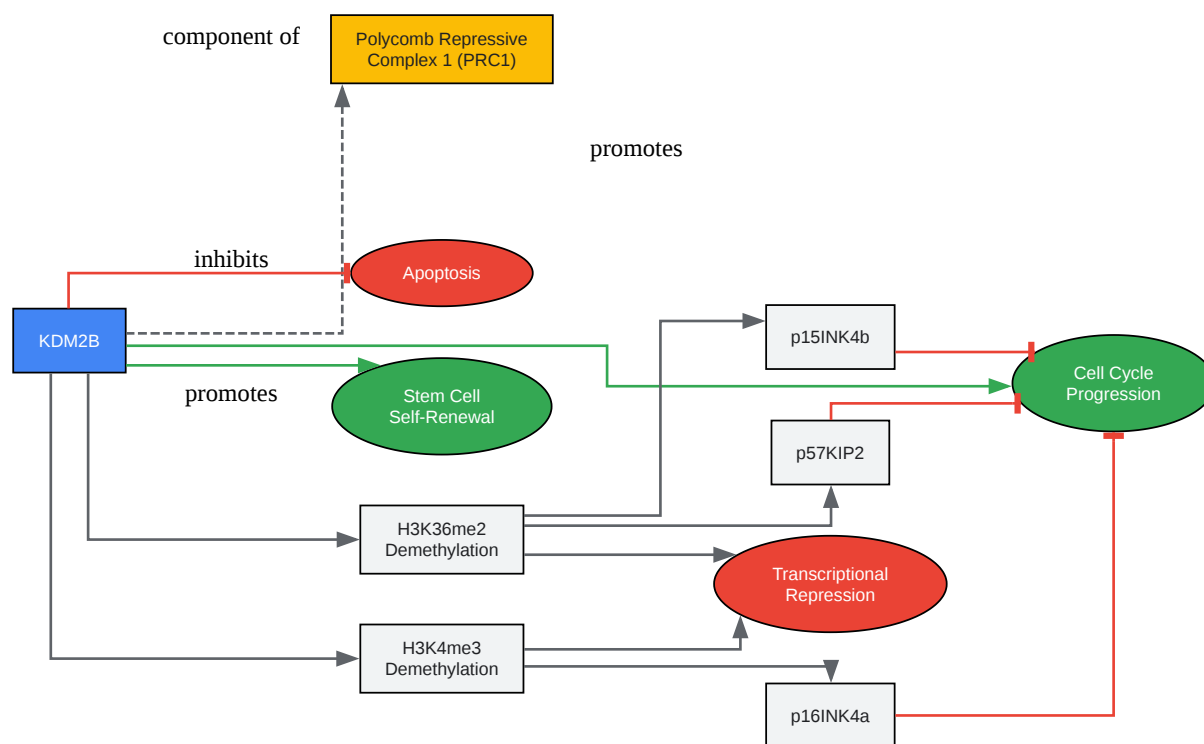 component of
Polycomb Repressive
Complex 1 (PRC1)
promotes
inhibits
Apoptosis
KDM2B
p15INK4b
Cell Cycle
Progression
promotes
Stem Cell
Self-Renewal
p57KIP2
H3K36me2
Demethylation
Transcriptional
Repression
H3K4me3
Demethylation
p16INK4a